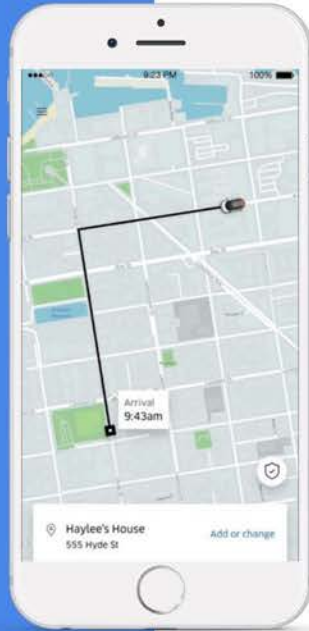 9:23 PM 100%
Arrival
9:43am
Haylee's House
Add or change
555 Hyde St